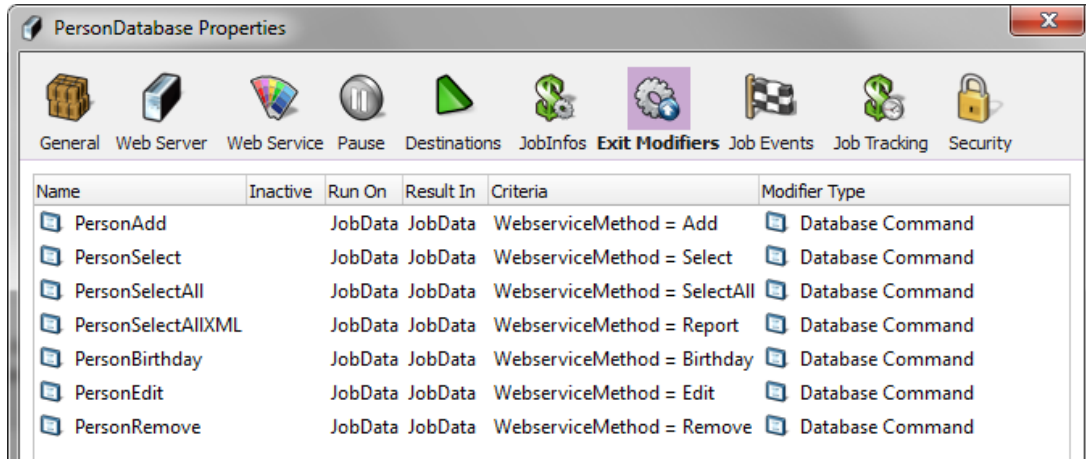 PersonDatabase Properties
General Web Server Web Service Pause Destinations JobInfos Exit Modifiers Job Events Job Tracking Security
Name Inactive Run On Result In Criteria Modifier Type
PersonAdd JobData JobData WebserviceMethod = Add Database Command
PersonSelect JobData JobData WebserviceMethod = Select Database Command
PersonSelectAll JobData JobData WebserviceMethod = SelectAll Database Command
PersonSelectAllXML JobData JobData WebserviceMethod = Report Database Command
PersonBirthday JobData JobData WebserviceMethod = Birthday Database Command
PersonEdit JobData JobData WebserviceMethod = Edit Database Command
PersonRemove JobData JobData WebserviceMethod = Remove Database Command